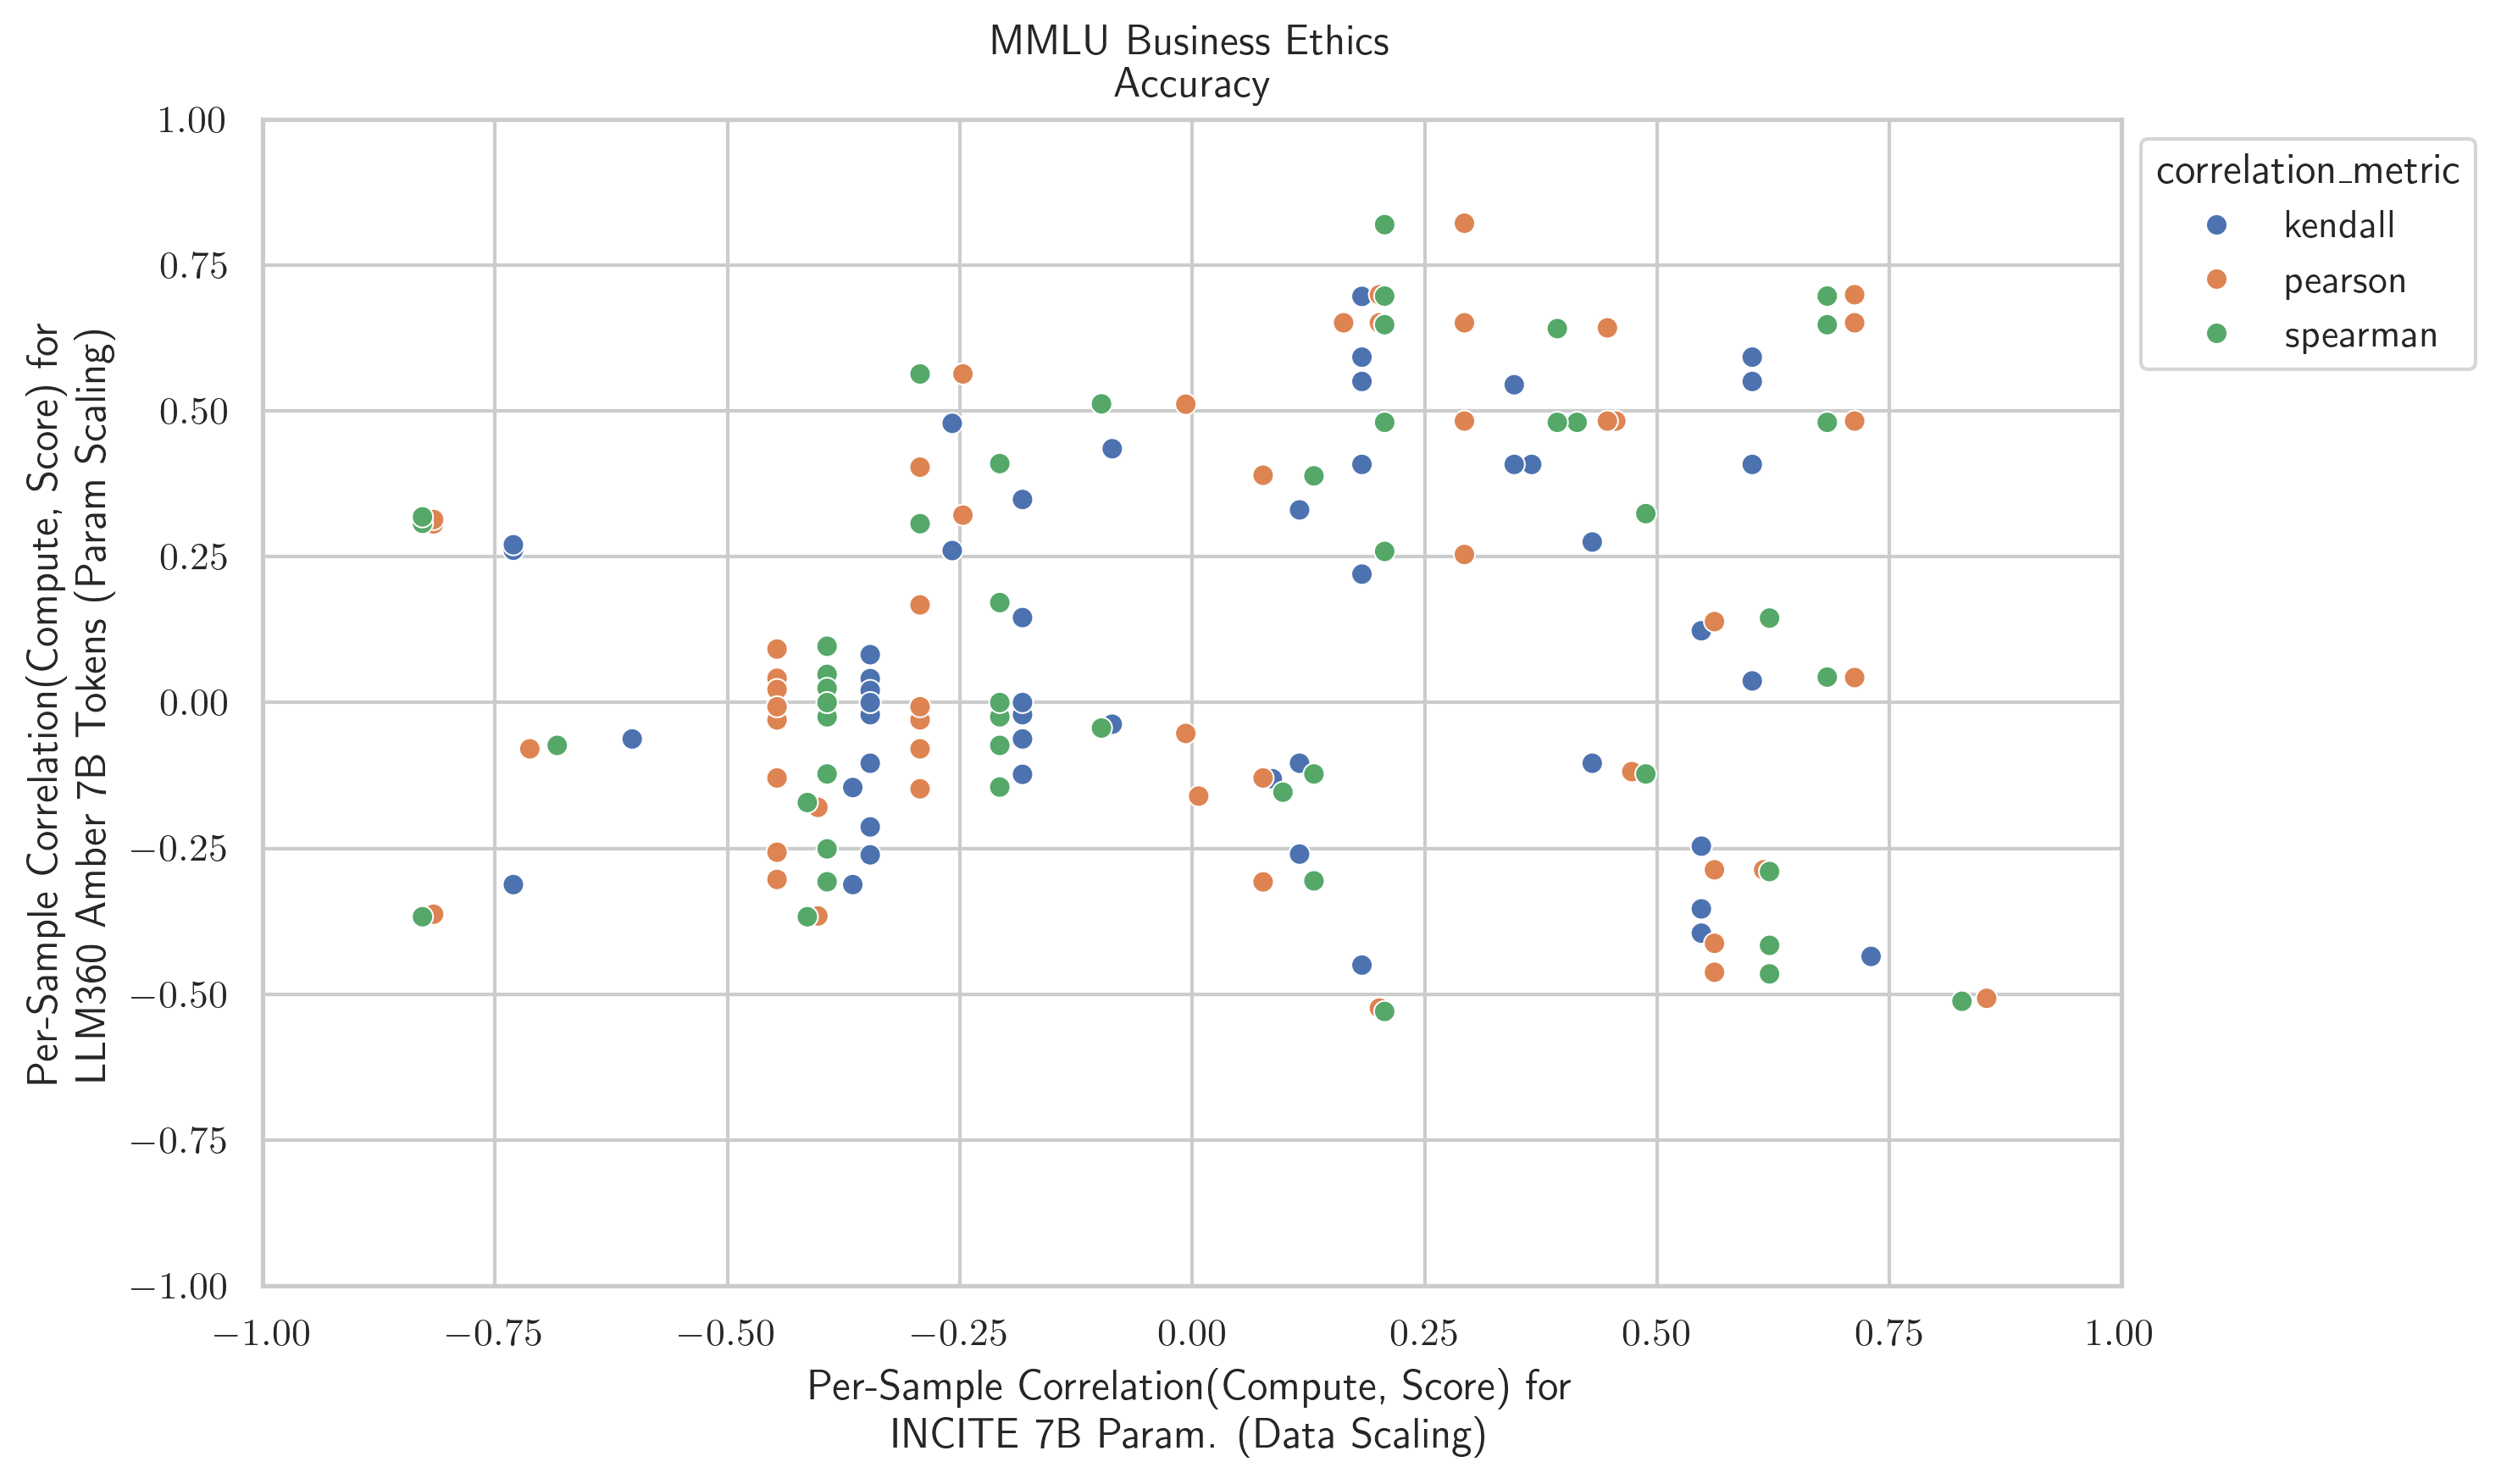 MMLU Business Ethics
Accuracy
1.00
0.75
0.50
0.25
0.00
−0.25
−0.50
−0.75
−1.00
Per-Sample Correlation(Compute, Score) for
LLM360 Amber 7B Tokens (Param Scaling)
correlation_metric
kendall
pearson
spearman
−1.00 −0.75 −0.50 −0.25 0.00 0.25 0.50 0.75 1.00
Per-Sample Correlation(Compute, Score) for
INCITE 7B Param. (Data Scaling)